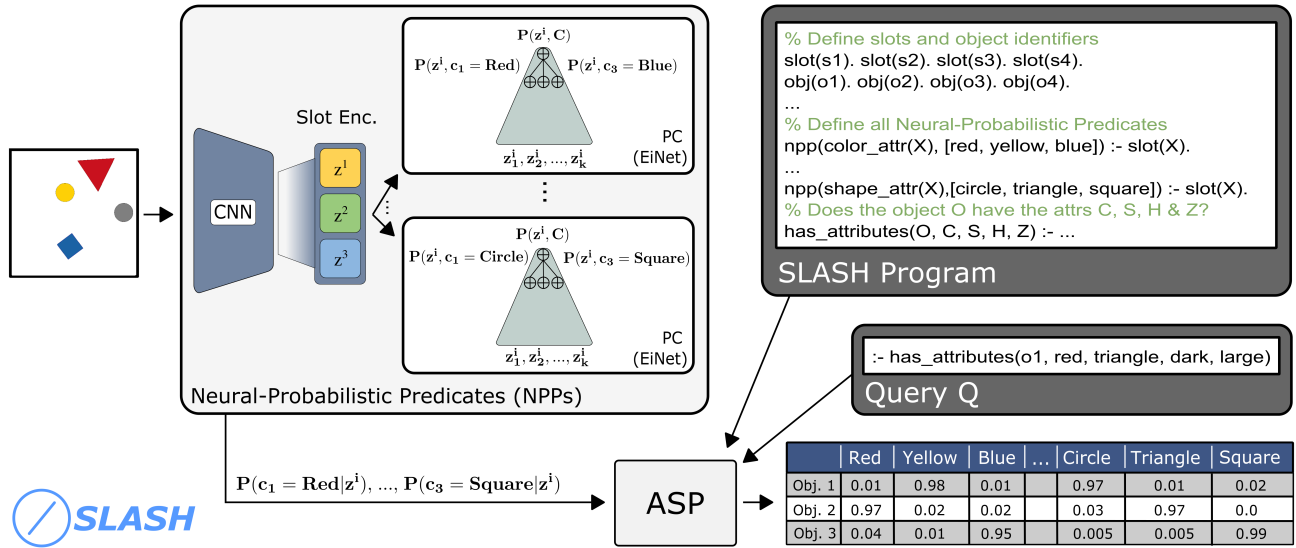 P(zⁱ, C)
P(zⁱ, c₁ = Red) P(zⁱ, c₃ = Blue)
PC
(EiNet)
z₁ⁱ, z₂ⁱ, ..., zₖⁱ
Slot Enc.
CNN
z¹
z²
z³
...
⋮
P(zⁱ, C)
P(zⁱ, c₁ = Circle) P(zⁱ, c₃ = Square)
PC
(EiNet)
z₁ⁱ, z₂ⁱ, ..., zₖⁱ
Neural-Probabilistic Predicates (NPPs)
% Define slots and object identifiers
slot(s1). slot(s2). slot(s3). slot(s4).
obj(o1). obj(o2). obj(o3). obj(o4).
...
% Define all Neural-Probabilistic Predicates
npp(color_attr(X), [red, yellow, blue]) :- slot(X).
...
npp(shape_attr(X),[circle, triangle, square]) :- slot(X).
% Does the object O have the attrs C, S, H & Z?
has_attributes(O, C, S, H, Z) :- ...
SLASH Program
:- has_attributes(o1, red, triangle, dark, large)
Query Q
P(c₁ = Red|zⁱ), ..., P(c₃ = Square|zⁱ)
ASP
SLASH
Red Yellow Blue ... Circle Triangle Square
Obj. 1 0.01 0.98 0.01 0.97 0.01 0.02
Obj. 2 0.97 0.02 0.02 0.03 0.97 0.0
Obj. 3 0.04 0.01 0.95 0.005 0.005 0.99